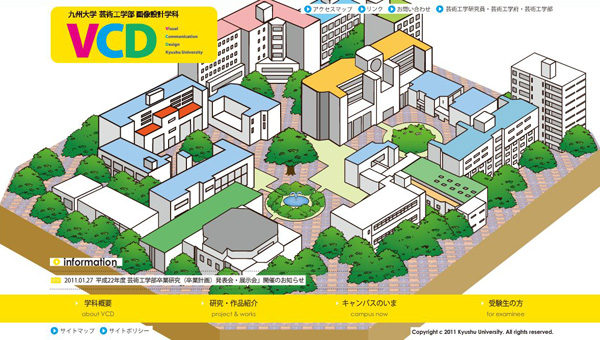 九州大学 芸術工学部 画像設計学科
VCD
Visual
Communication
Design
Kyushu University
アクセスマップ リンク お問い合わせ 芸術工学研究員・芸術工学府・芸術工学部
information
2011.01.27 平成22年度 芸術工学部卒業研究（卒業計画）発表会・展示会」開催のお知らせ
学科概要 研究・作品紹介 キャンパスのいま 受験生の方
about VCD project & works campus now for examinee
サイトマップ サイトポリシー Copyright c 2011 Kyushu University. All rights reserved.